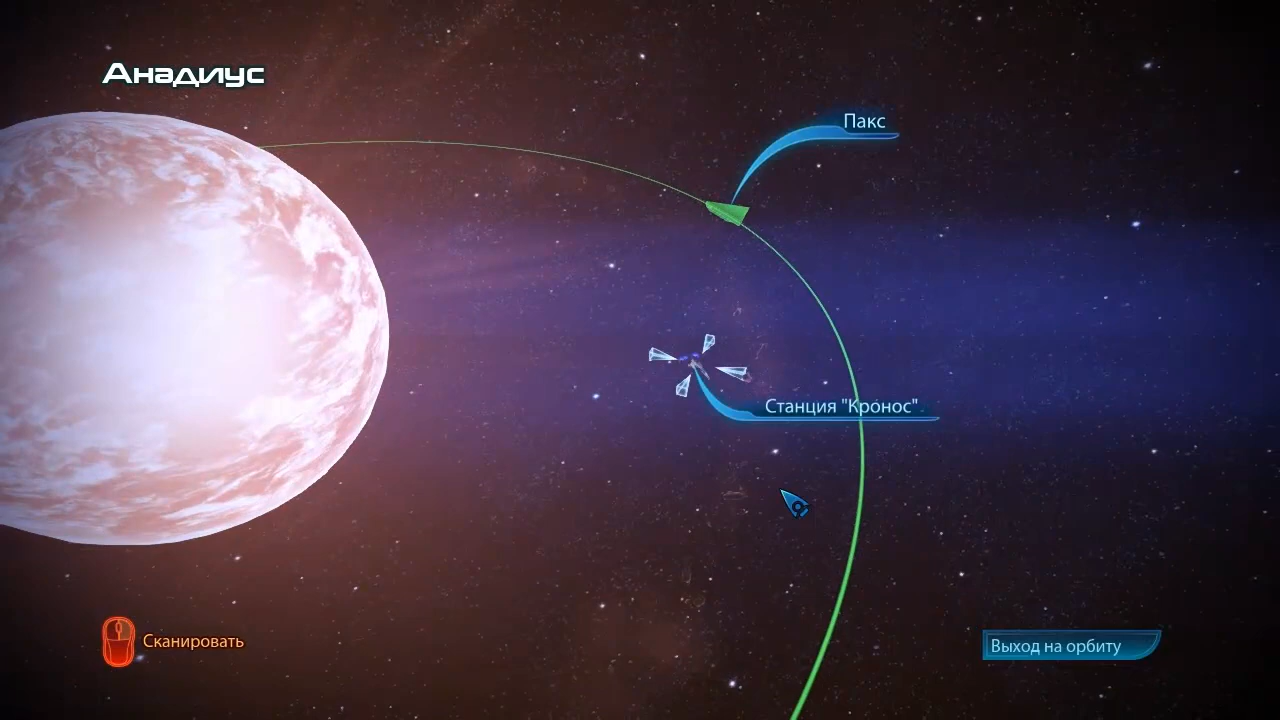 Анадиус
Пакс
Станция "Кронос"
Сканировать
Выход на орбиту